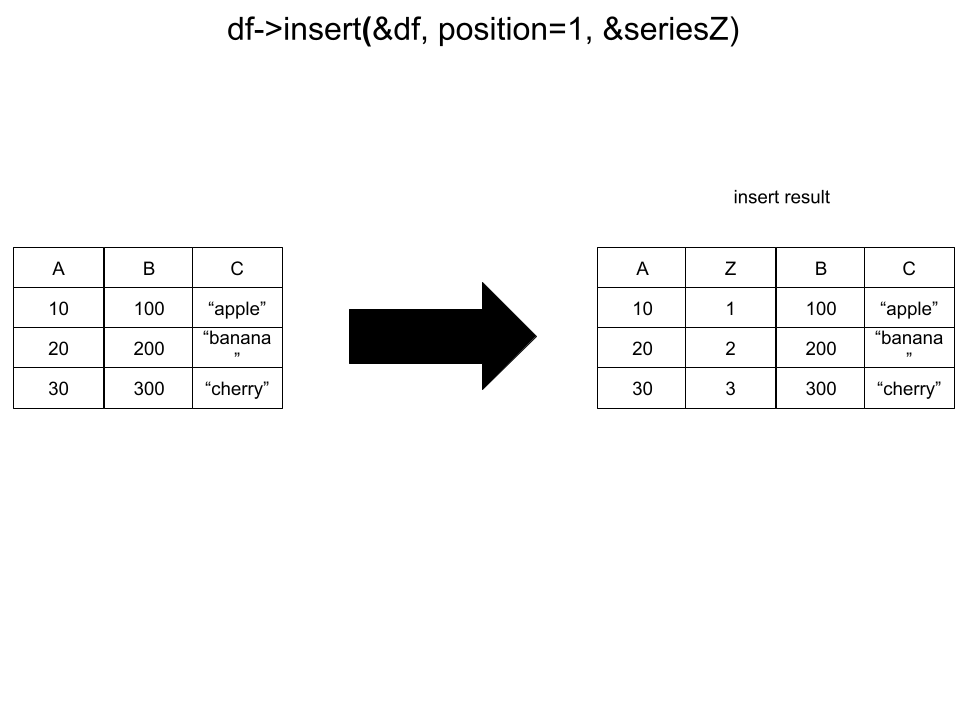 df->insert(&df, position=1, &seriesZ)
insert result
A B C
10 100 “apple”
20 200 “banana
”
30 300 “cherry”
A Z B C
10 1 100 “apple”
20 2 200 “banana
”
30 3 300 “cherry”